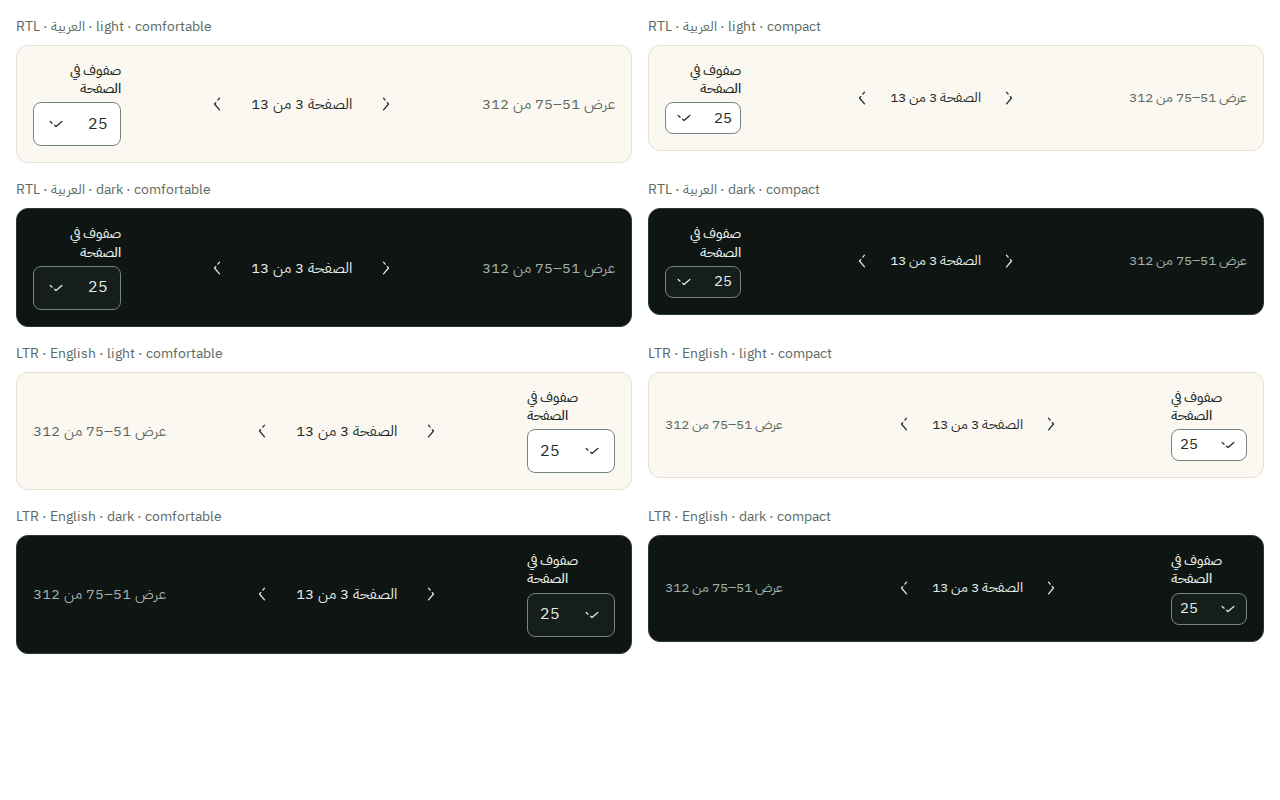 RTL · العربية · light · comfortable
صفوف في
الصفحة
25
الصفحة 3 من 13
عرض 51–75 من 312
RTL · العربية · light · compact
صفوف في
الصفحة
25
الصفحة 3 من 13
عرض 51–75 من 312
RTL · العربية · dark · comfortable
صفوف في
الصفحة
25
الصفحة 3 من 13
عرض 51–75 من 312
RTL · العربية · dark · compact
صفوف في
الصفحة
25
الصفحة 3 من 13
عرض 51–75 من 312
LTR · English · light · comfortable
عرض 51–75 من 312
الصفحة 3 من 13
صفوف في
الصفحة
25
LTR · English · light · compact
عرض 51–75 من 312
الصفحة 3 من 13
صفوف في
الصفحة
25
LTR · English · dark · comfortable
عرض 51–75 من 312
الصفحة 3 من 13
صفوف في
الصفحة
25
LTR · English · dark · compact
عرض 51–75 من 312
الصفحة 3 من 13
صفوف في
الصفحة
25